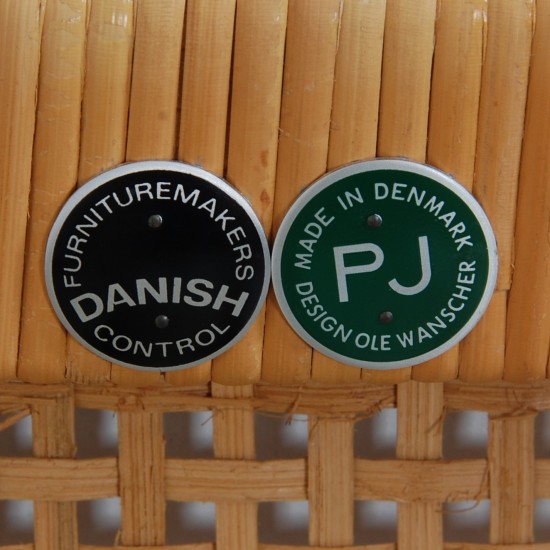 FURNITUREMAKERS
DANISH
CONTROL
MADE IN DENMARK
PJ
DESIGN OLE WANSCHER